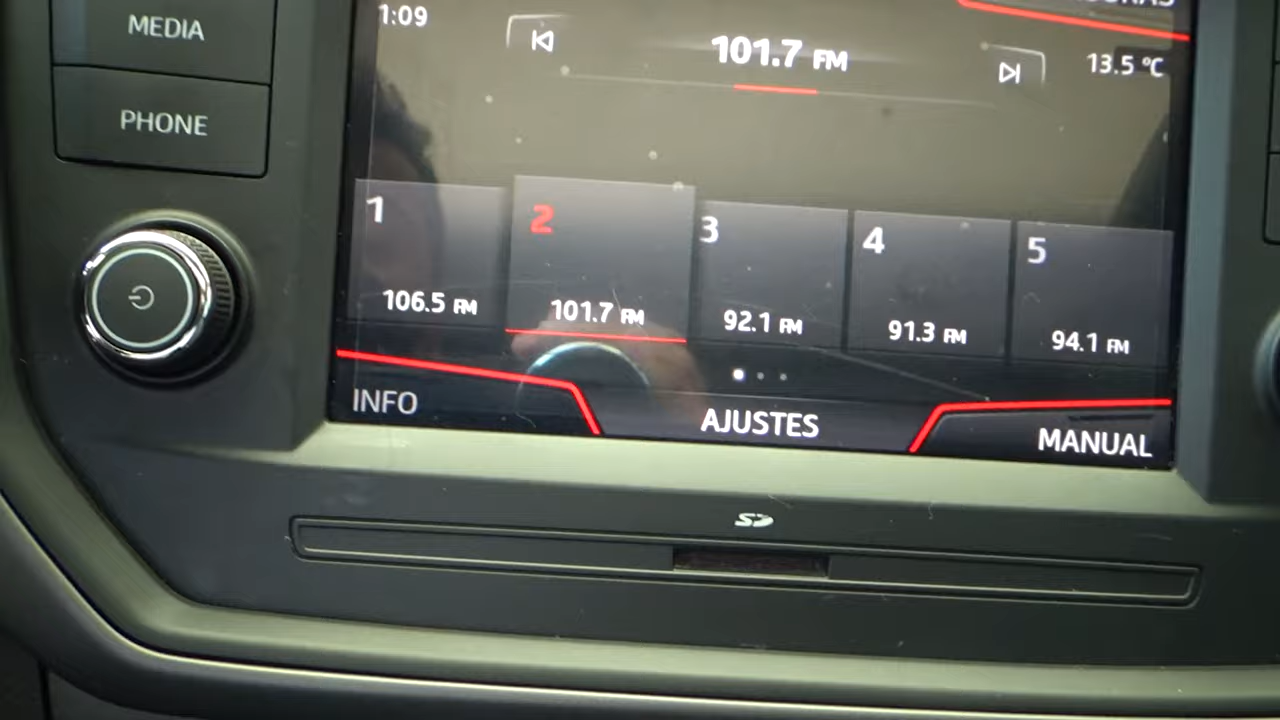 MEDIA
PHONE
1:09
101.7 FM
13.5 °C
1
2
3
4
5
106.5 FM
101.7 FM
92.1 FM
91.3 FM
94.1 FM
INFO
AJUSTES
MANUAL
SD